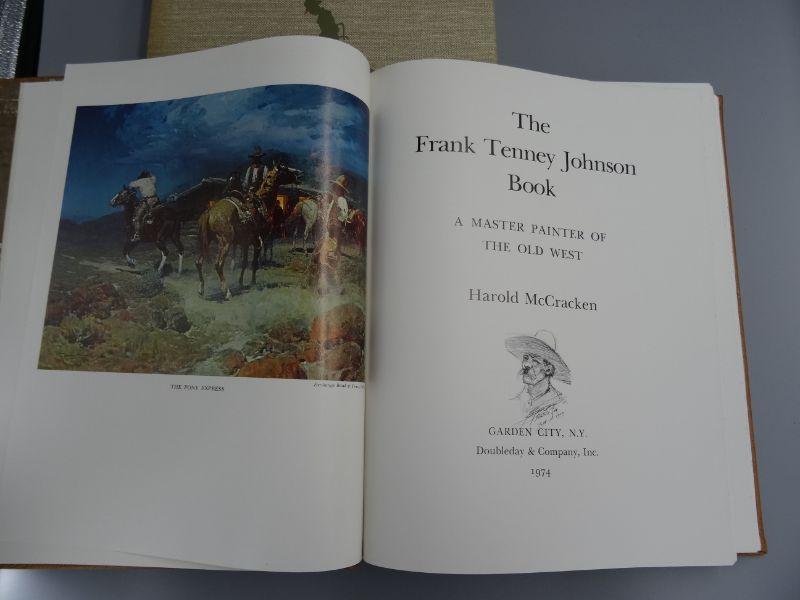 THE PONY EXPRESS
The
Frank Tenney Johnson
Book
A MASTER PAINTER OF
THE OLD WEST
Harold McCracken
GARDEN CITY, N.Y.
Doubleday & Company, Inc.
1974